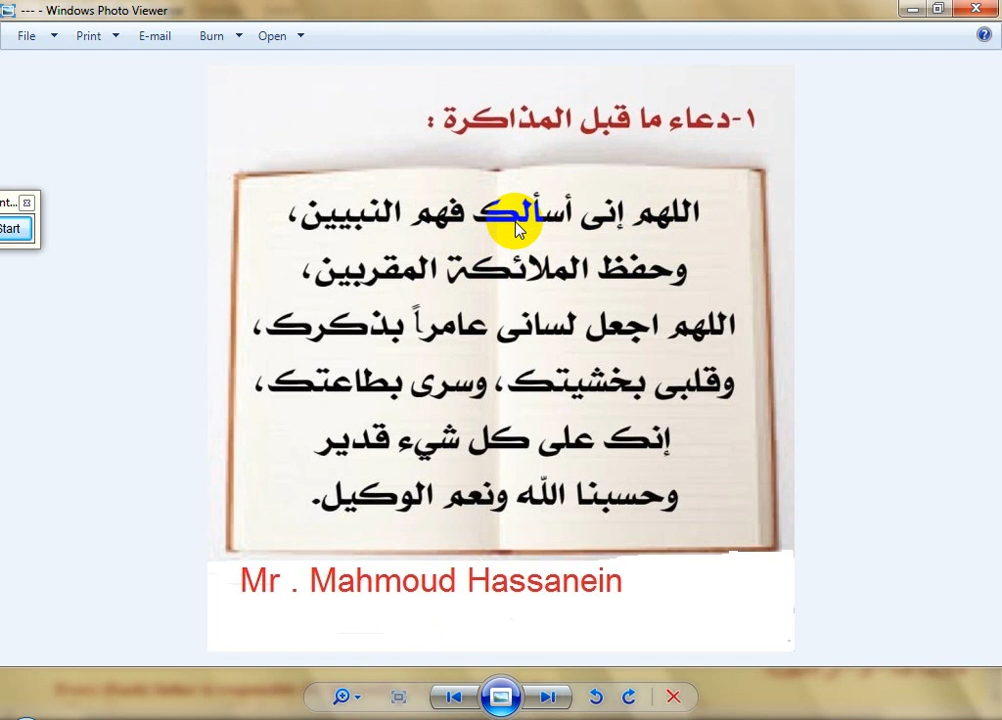 --- - Windows Photo Viewer
File Print E-mail Burn Open
nt...
Start
١-دعاء ما قبل المذاكرة :
اللهم إنى أسألك فهم النبيين،
وحفظ الملائكة المقربين،
اللهم اجعل لسانى عامراً بذكرك،
وقلبى بخشيتك، وسرى بطاعتك،
إنك على كل شيء قدير
وحسبنا الله ونعم الوكيل.
Mr . Mahmoud Hassanein